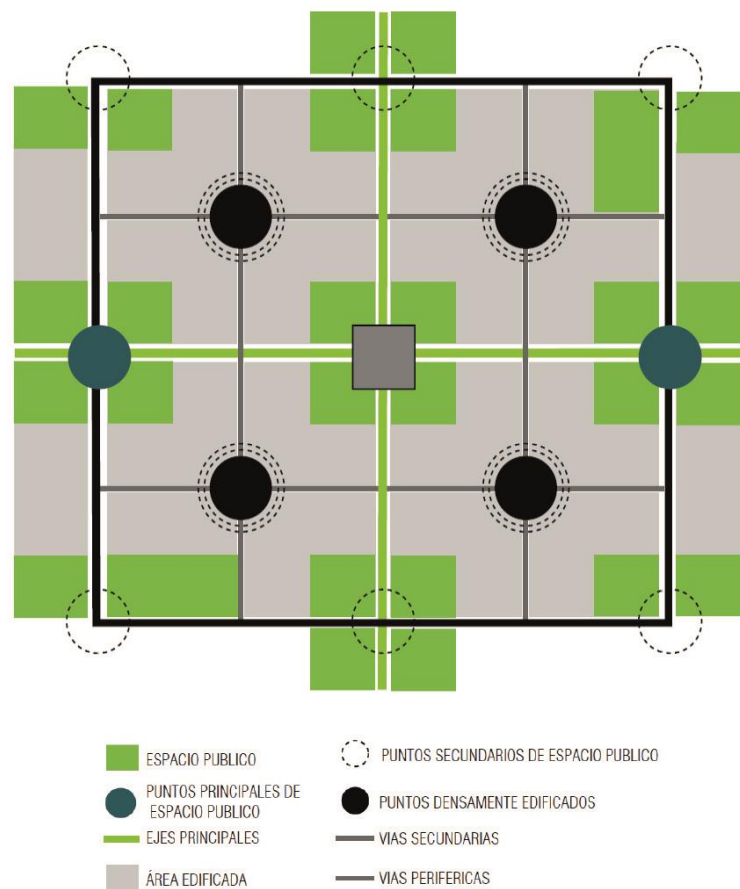 ESPACIO PUBLICO
PUNTOS SECUNDARIOS DE ESPACIO PUBLICO
PUNTOS PRINCIPALES DE
ESPACIO PUBLICO
PUNTOS DENSAMENTE EDIFICADOS
EJES PRINCIPALES
VIAS SECUNDARIAS
ÁREA EDIFICADA
VIAS PERIFERICAS